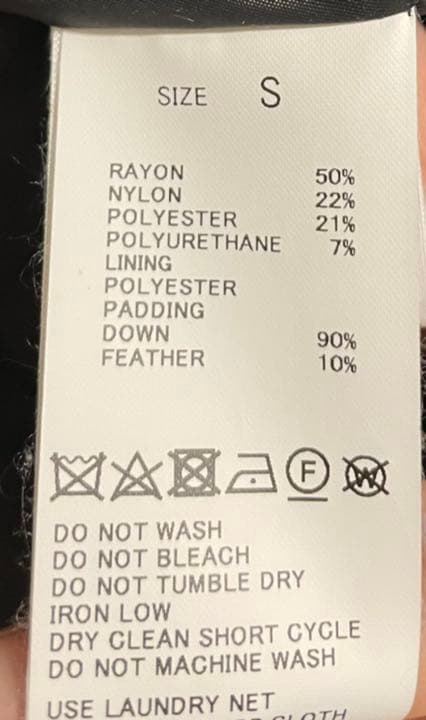 SIZE S
RAYON 50%
NYLON 22%
POLYESTER 21%
POLYURETHANE 7%
LINING
POLYESTER
PADDING
DOWN 90%
FEATHER 10%
F W
DO NOT WASH
DO NOT BLEACH
DO NOT TUMBLE DRY
IRON LOW
DRY CLEAN SHORT CYCLE
DO NOT MACHINE WASH
USE LAUNDRY NET
CLOTH